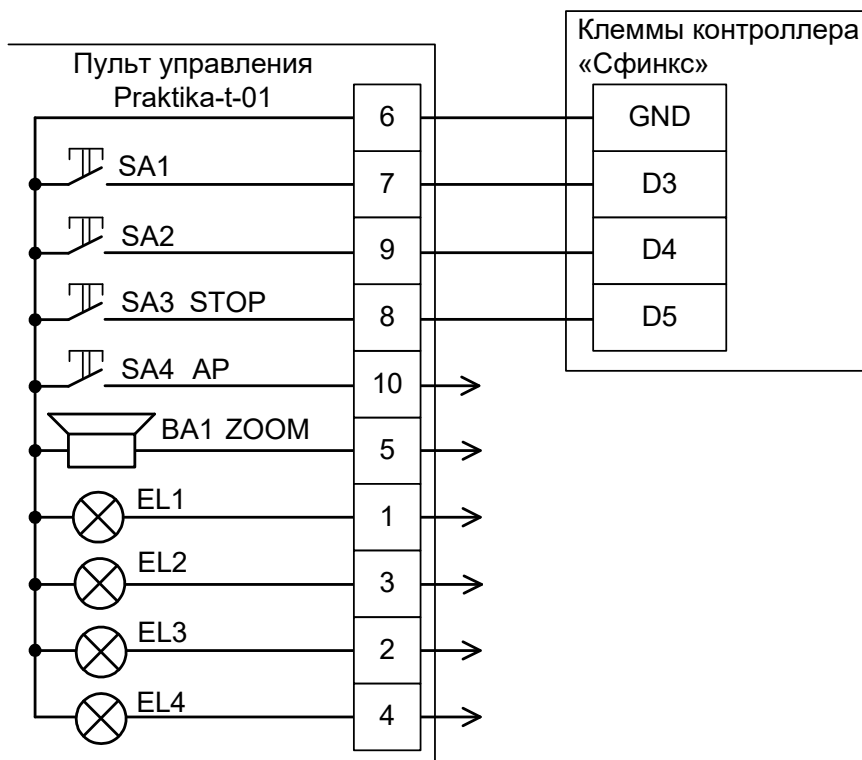 Клеммы контроллера
«Сфинкс»
Пульт управления
Praktika-t-01
6 GND
SA1 7 D3
SA2 9 D4
SA3 STOP 8 D5
SA4 AP 10
BA1 ZOOM 5
EL1 1
EL2 3
EL3 2
EL4 4